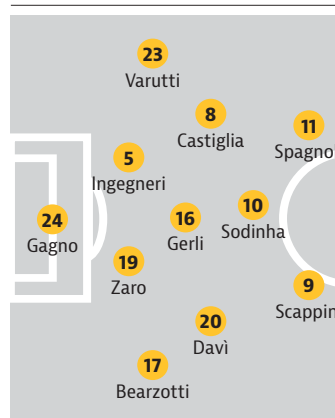 23
Varutti
8
Castiglia
11
Spagno
5
Ingegneri
10
Sodinha
16
Gerli
24
Gagno
19
Zaro
9
Scappin
20
Davì
17
Bearzotti